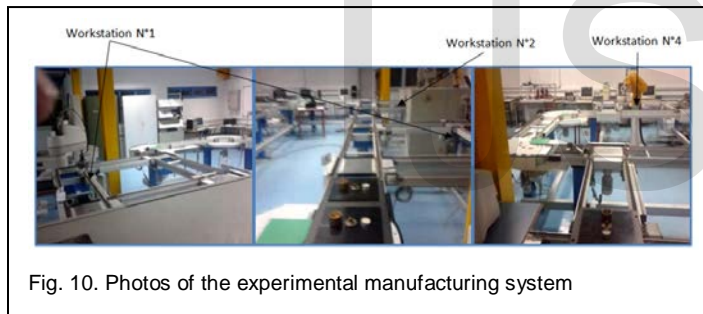 Workstation N°1
Workstation N°2
Workstation N°4
Fig. 10. Photos of the experimental manufacturing system